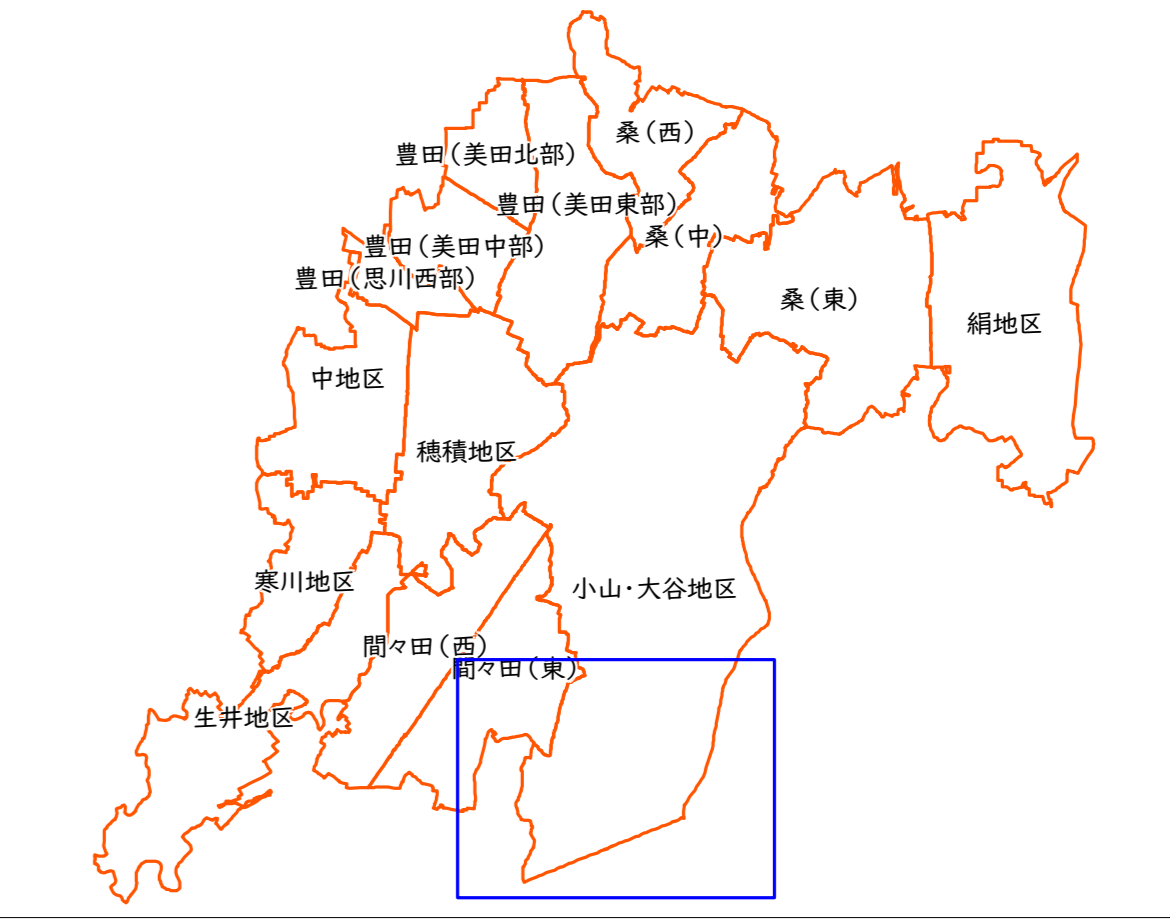 桑（西）
豊田（美田北部）
豊田（美田東部）
桑（中）
豊田（美田中部）
豊田（思川西部）
桑（東）
絹地区
中地区
穂積地区
寒川地区
小山・大谷地区
間々田（西）
間々田（東）
生井地区